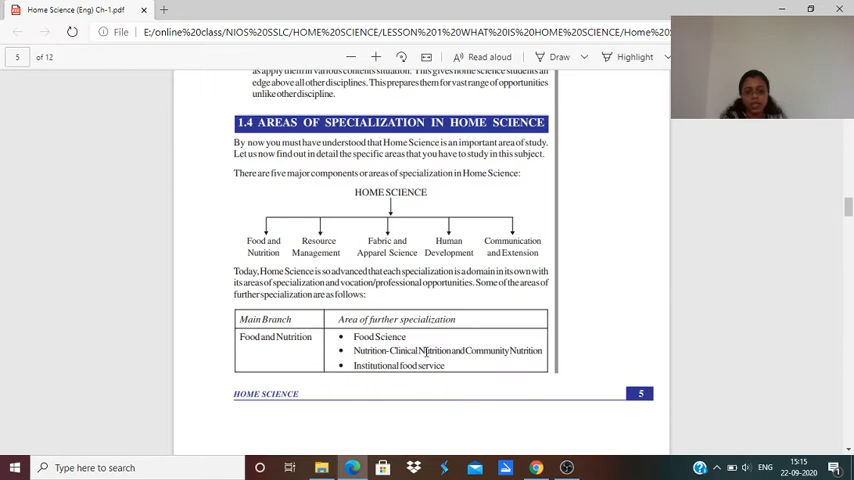 Home Science (Eng) Ch-1.pdf
File
E:/online%20class/NIOS%20SSLC/HOME%20SCIENCE/LESSON%201%20WHAT%20IS%20HOME%20SCIENCE/Home%20S
5 of 12
Read aloud
Draw
Highlight
as apply them in various contents situation. This gives home science students an
edge above all other disciplines. This prepares them for vast range of opportunities
unlike other discipline.
1.4 AREAS OF SPECIALIZATION IN HOME SCIENCE
By now you must have understood that Home Science is an important area of study.
Let us now find out in detail the specific areas that you have to study in this subject.
There are five major components or areas of specialization in Home Science:
HOME SCIENCE
Food and Nutrition
Resource Management
Fabric and Apparel Science
Human Development
Communication and Extension
Today, Home Science is so advanced that each specialization is a domain in its own with
its areas of specialization and vocation/professional opportunities. Some of the areas of
further specialization are as follows:
Main Branch
Area of further specialization
Food and Nutrition
• Food Science
• Nutrition- Clinical Nutrition and Community Nutrition
• Institutional food service
HOME SCIENCE
5
Type here to search
ENG
15:15
22-09-2020